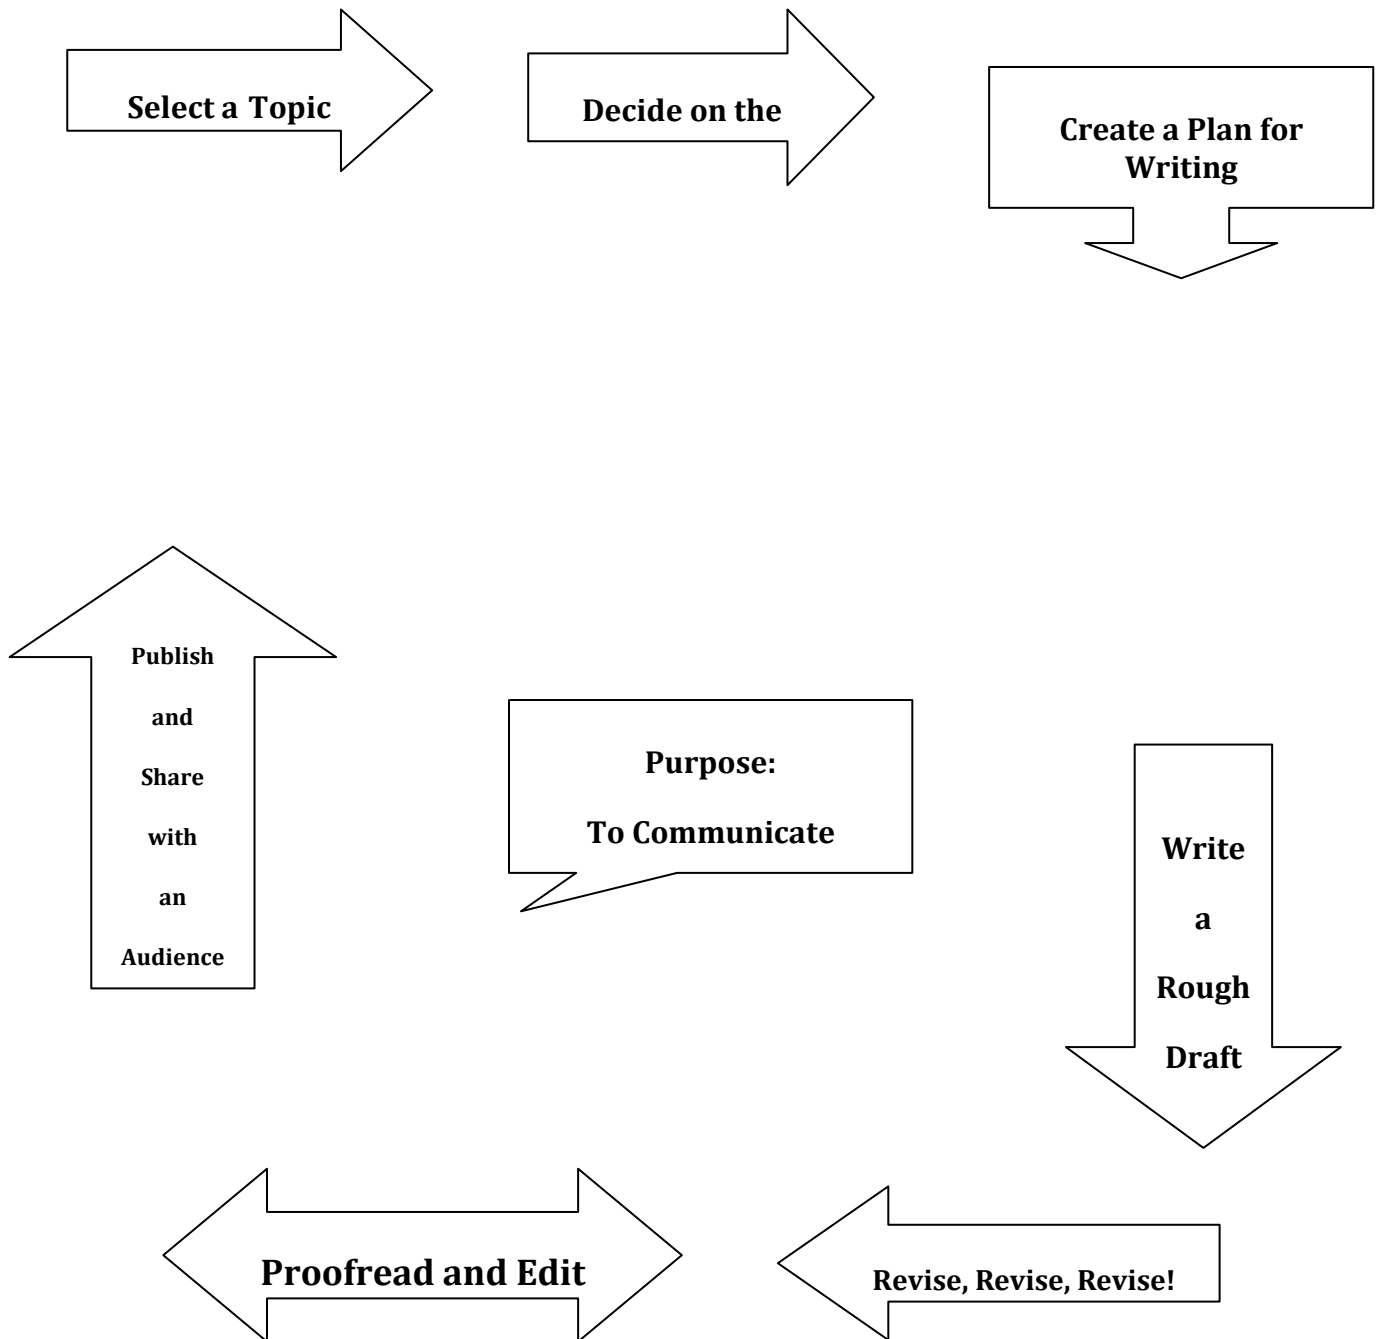 Select a Topic
Decide on the
Create a Plan for
Writing
Publish
and
Share
with
an
Audience
Purpose:
To Communicate
Write
a
Rough
Draft
Proofread and Edit
Revise, Revise, Revise!